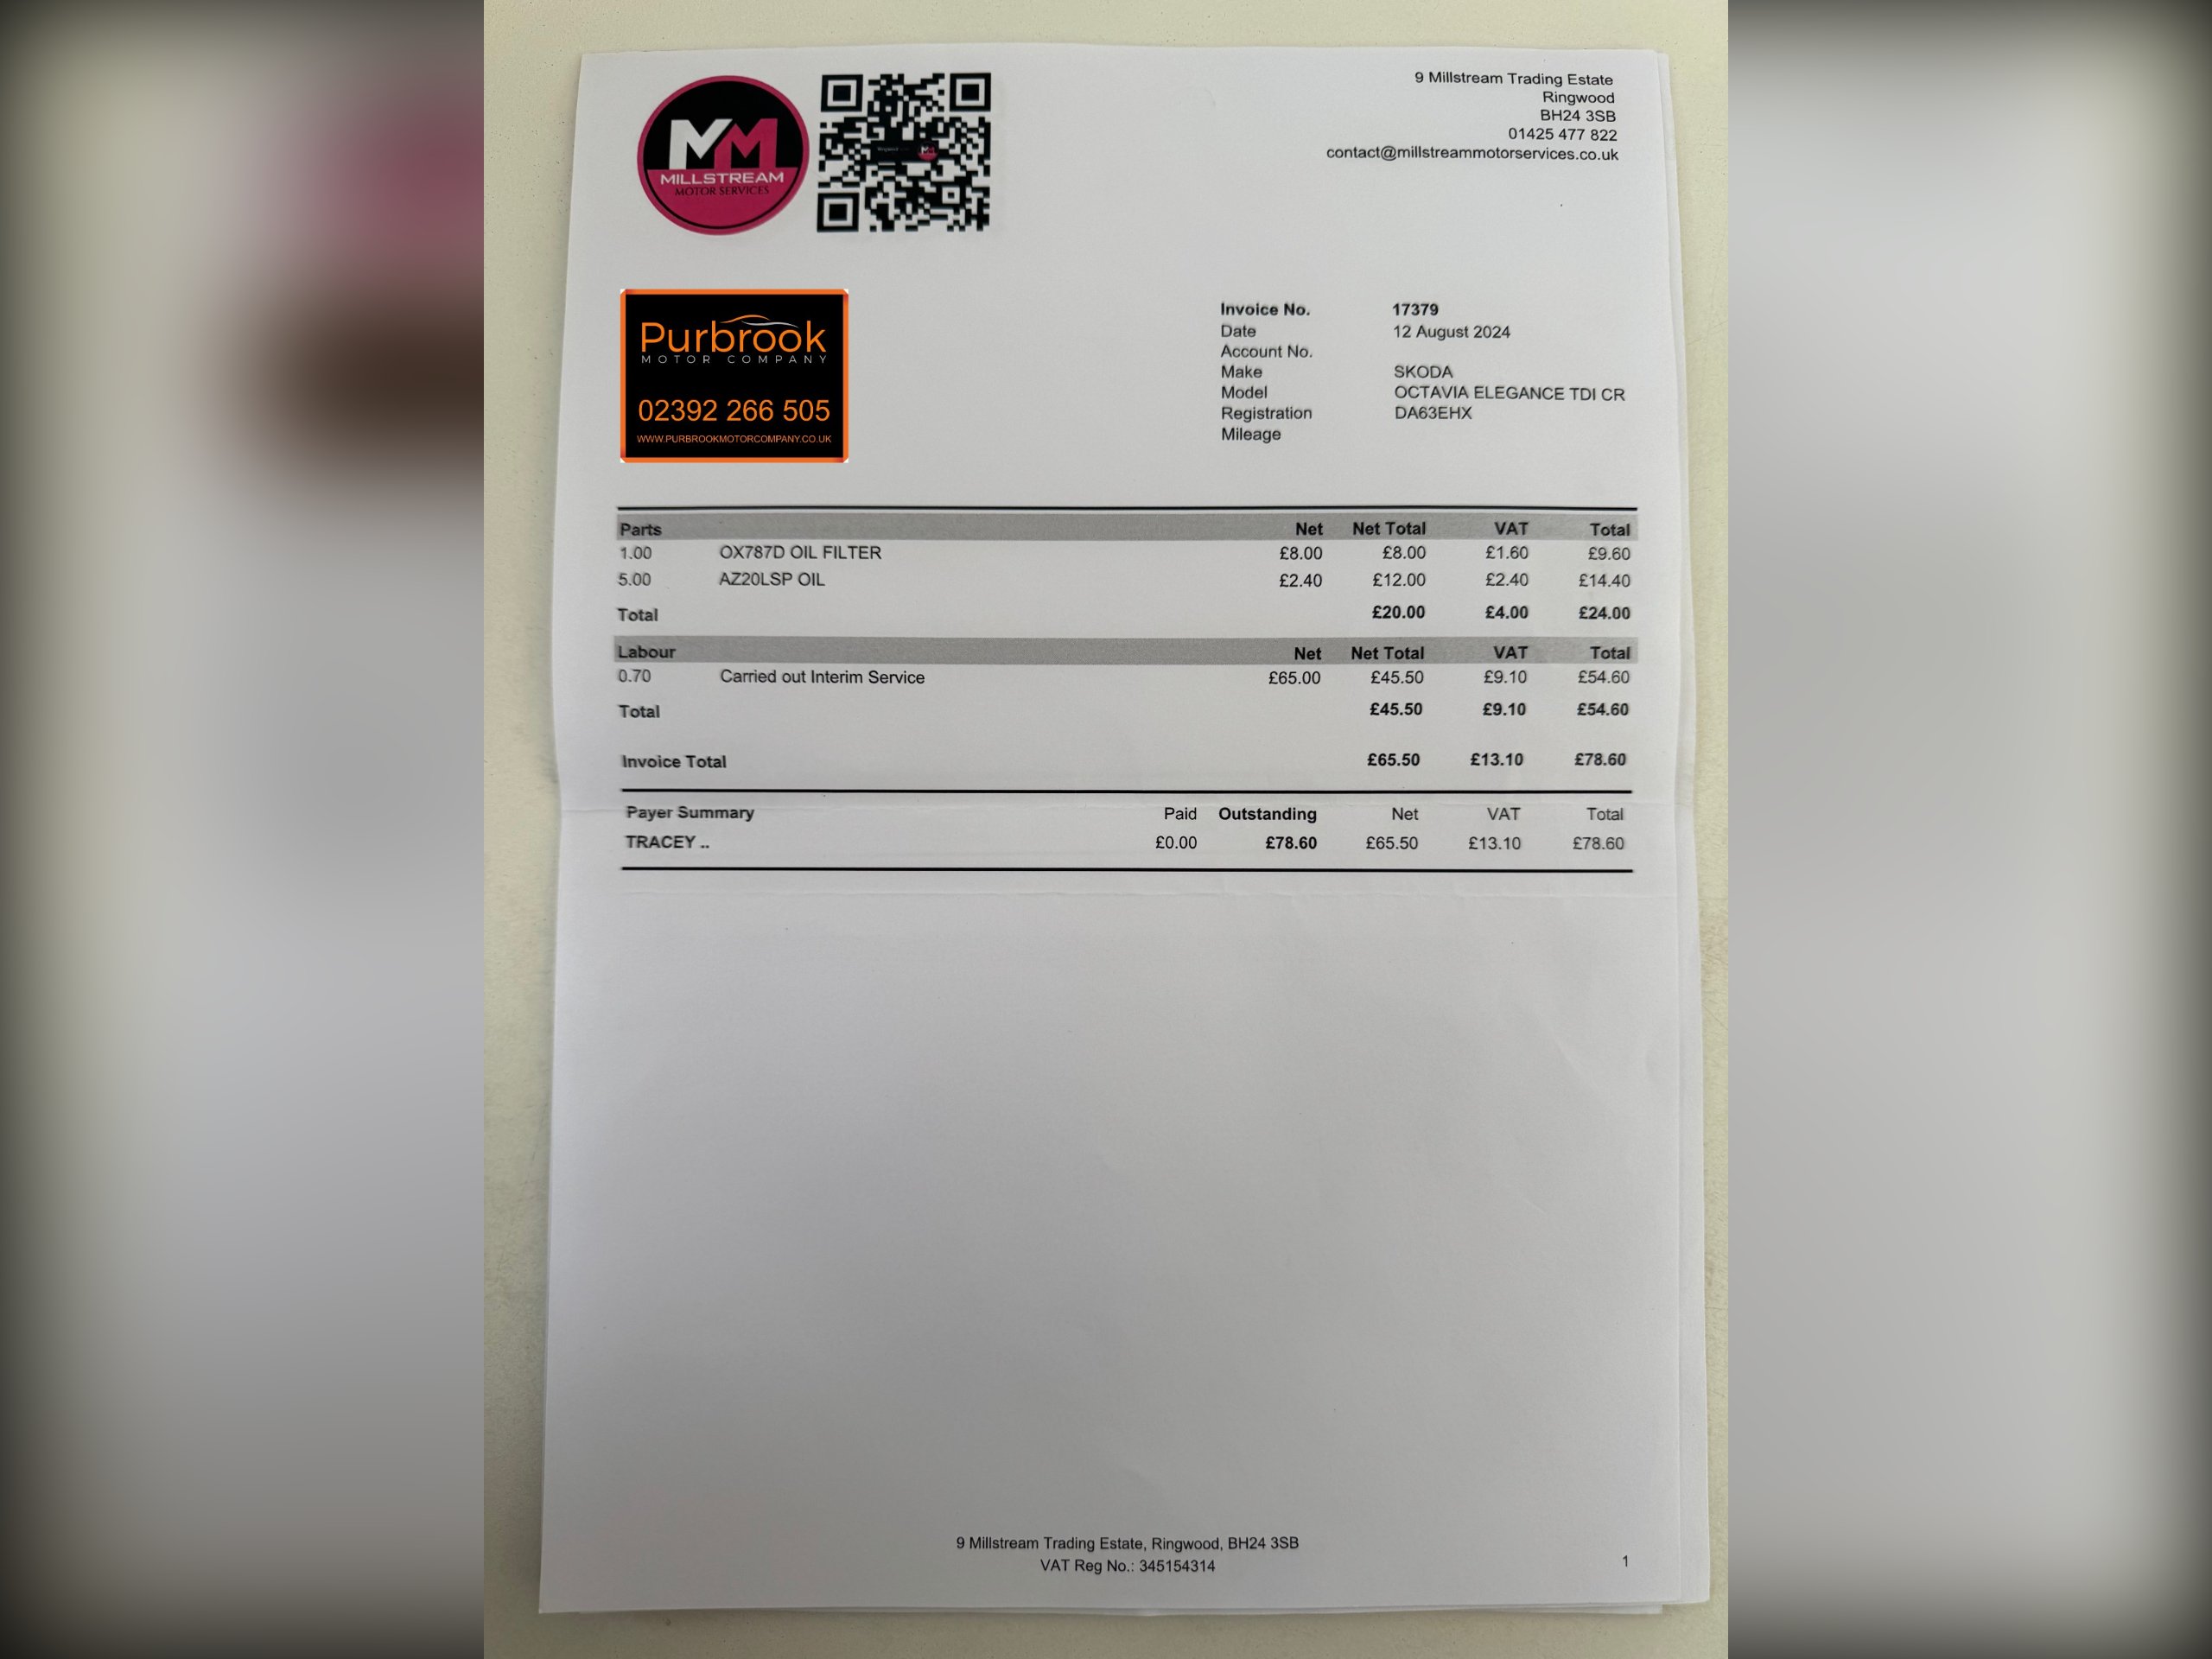 MM
MILLSTREAM
MOTOR SERVICES
9 Millstream Trading Estate
Ringwood
BH24 3SB
01425 477 822
contact@millstreammotorservices.co.uk
Purbrook
MOTOR COMPANY
02392 266 505
WWW.PURBROOKMOTORCOMPANY.CO.UK
Invoice No. 17379
Date 12 August 2024
Account No.
Make SKODA
Model OCTAVIA ELEGANCE TDI CR
Registration DA63EHX
Mileage
Parts Net Net Total VAT Total
1.00 OX787D OIL FILTER £8.00 £8.00 £1.60 £9.60
5.00 AZ20LSP OIL £2.40 £12.00 £2.40 £14.40
Total £20.00 £4.00 £24.00
Labour Net Net Total VAT Total
0.70 Carried out Interim Service £65.00 £45.50 £9.10 £54.60
Total £45.50 £9.10 £54.60
Invoice Total £65.50 £13.10 £78.60
Payer Summary Paid Outstanding Net VAT Total
TRACEY .. £0.00 £78.60 £65.50 £13.10 £78.60
9 Millstream Trading Estate, Ringwood, BH24 3SB
VAT Reg No.: 345154314
1